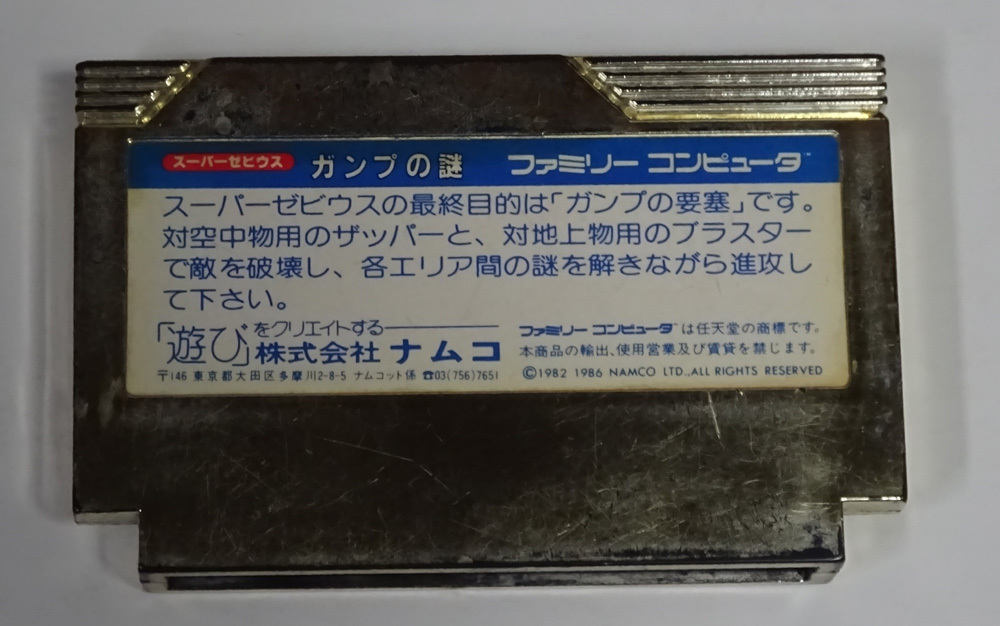 スーパーゼビウス ガンプの謎 ファミリー コンピュータ™
スーパーゼビウスの最終目的は「ガンプの要塞」です。
対空中物用のザッパーと、対地上物用のブラスター
で敵を破壊し、各エリア間の謎を解きながら進攻し
て下さい。
「遊び」をクリエイトする
株式会社 ナムコ
〒146 東京都大田区多摩川2-8-5 ナムコット係 ☎03(756)7651
ファミリー コンピュータ™は任天堂の商標です。
本商品の輸出、使用営業及び賃貸を禁じます。
©1982 1986 NAMCO LTD.,ALL RIGHTS RESERVED